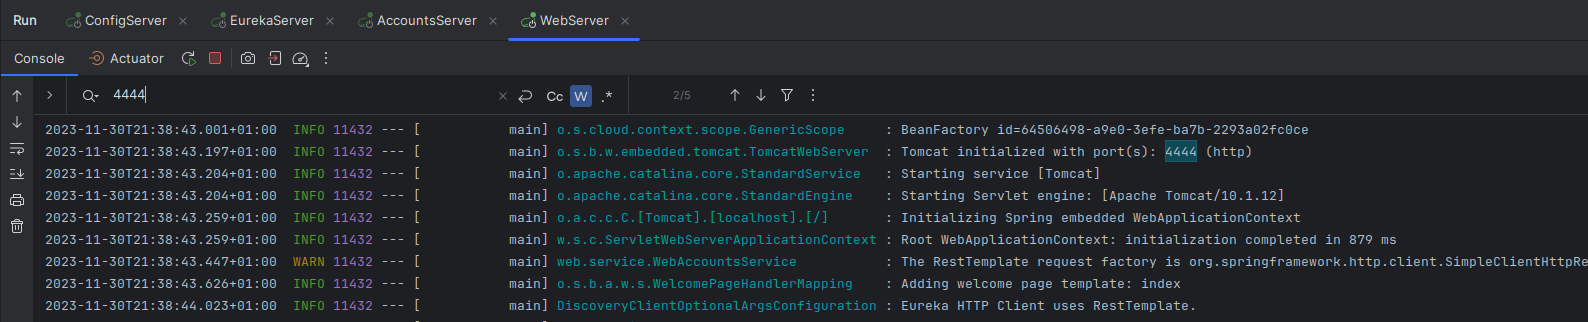 Run ConfigServer × EurekaServer × AccountsServer × WebServer ×
Console Actuator
4444 × Cc W .* 2/5
2023-11-30T21:38:43.001+01:00 INFO 11432 --- [ main] o.s.cloud.context.scope.GenericScope : BeanFactory id=64506498-a9e0-3efe-ba7b-2293a02fc0ce
2023-11-30T21:38:43.197+01:00 INFO 11432 --- [ main] o.s.b.w.embedded.tomcat.TomcatWebServer : Tomcat initialized with port(s): 4444 (http)
2023-11-30T21:38:43.204+01:00 INFO 11432 --- [ main] o.apache.catalina.core.StandardService : Starting service [Tomcat]
2023-11-30T21:38:43.204+01:00 INFO 11432 --- [ main] o.apache.catalina.core.StandardEngine : Starting Servlet engine: [Apache Tomcat/10.1.12]
2023-11-30T21:38:43.259+01:00 INFO 11432 --- [ main] o.a.c.c.C.[Tomcat].[localhost].[/] : Initializing Spring embedded WebApplicationContext
2023-11-30T21:38:43.259+01:00 INFO 11432 --- [ main] w.s.c.ServletWebServerApplicationContext : Root WebApplicationContext: initialization completed in 879 ms
2023-11-30T21:38:43.447+01:00 WARN 11432 --- [ main] web.service.WebAccountsService : The RestTemplate request factory is org.springframework.http.client.SimpleClientHttpRe
2023-11-30T21:38:43.626+01:00 INFO 11432 --- [ main] o.s.b.a.w.s.WelcomePageHandlerMapping : Adding welcome page template: index
2023-11-30T21:38:44.023+01:00 INFO 11432 --- [ main] DiscoveryClientOptionalArgsConfiguration : Eureka HTTP Client uses RestTemplate.